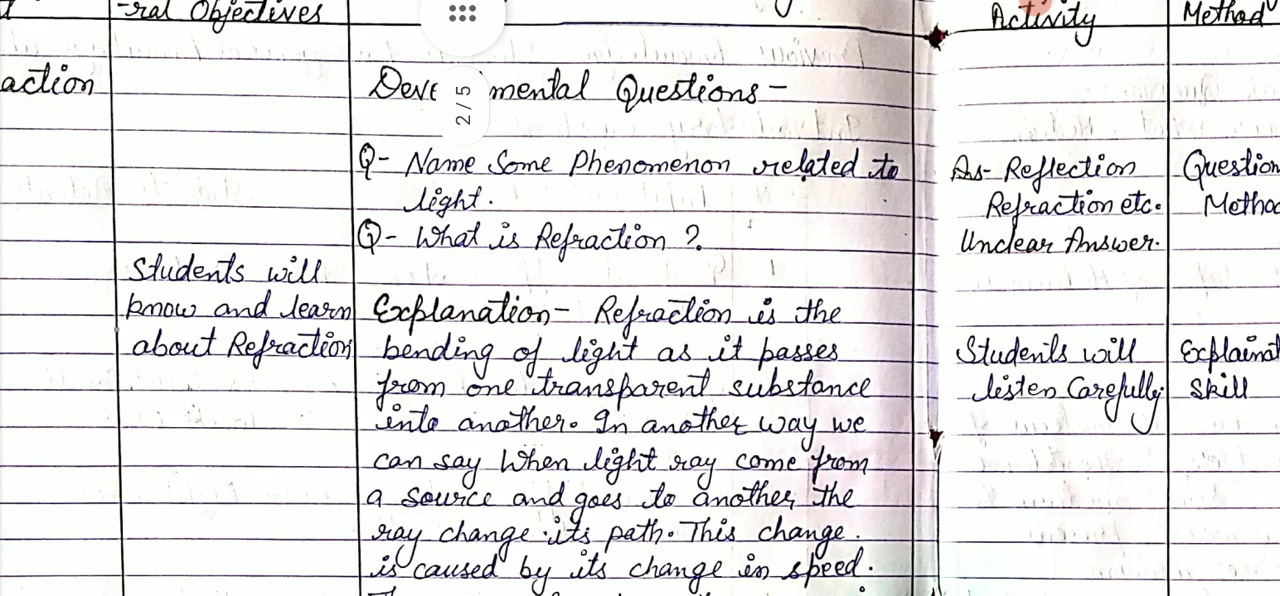 -ral Objectives
Activity
Method
action
mental Questions-
2/5
Q- Name Some Phenomenon related to
light.
Q- What is Refraction ?
As- Reflection
Refraction etc.
Unclear Answer.
Question
Method
Students will
know and learn
about Refraction
Explanation- Refraction is the
bending of light as it passes
from one transparent substance
into another. In another way we
can say When light ray come from
a source and goes to another, the
ray change its path. This change
is caused by its change in speed.
Students will
listen Carefully.
Explainat
Skill